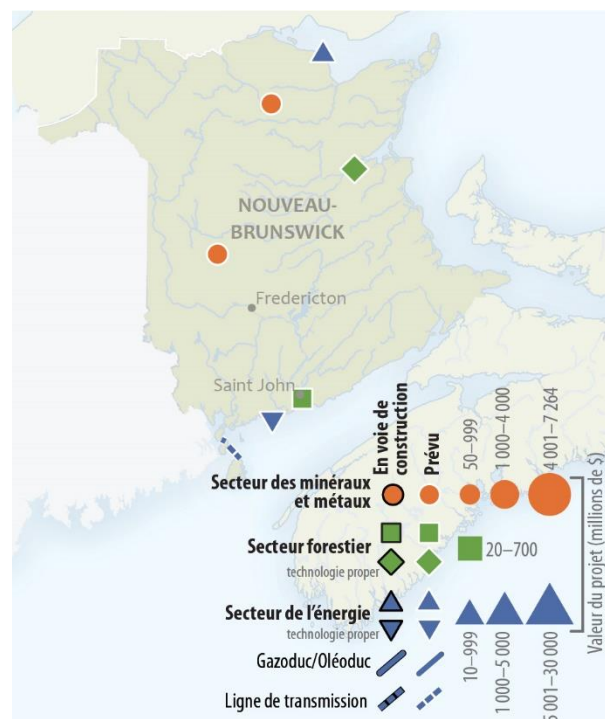 NOUVEAU-
BRUNSWICK
Fredericton
Saint John
En voie de
construction
Prévu
50–999
1 000–4 000
4 001–7 264
Secteur des minéraux
et métaux
Secteur forestier
technologie proper
20–700
Secteur de l’énergie
technologie proper
Gazoduc/Oléoduc
Ligne de transmission
10–999
1 000–5 000
001–30 000
Valeur du projet (millions de $)